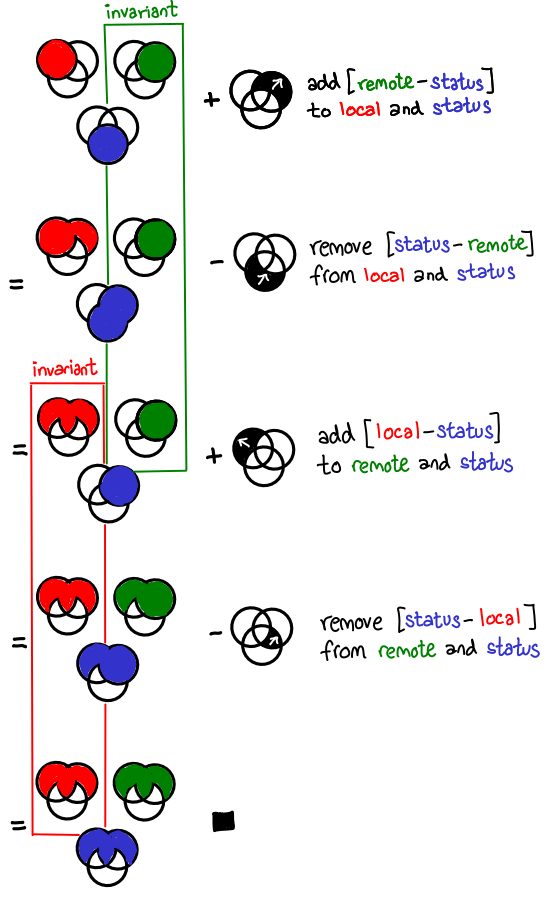 invariant
+ add [remote-status]
to local and status
= - remove [status-remote]
from local and status
invariant
= + add [local-status]
to remote and status
= - remove [status-local]
from remote and status
=